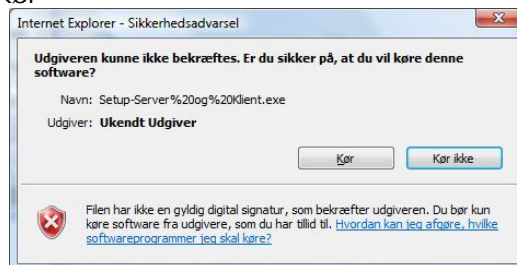 Internet Explorer - Sikkerhedsadvarsel
Udgiveren kunne ikke bekræftes. Er du sikker på, at du vil køre denne
software?
Navn: Setup-Server%20og%20Klient.exe
Udgiver: Ukendt Udgiver
Kør
Kør ikke
Filen har ikke en gyldig digital signatur, som bekræfter udgiveren. Du bør kun
køre software fra udgivere, som du har tillid til. Hvordan kan jeg afgøre, hvilke
softwareprogrammer jeg skal køre?